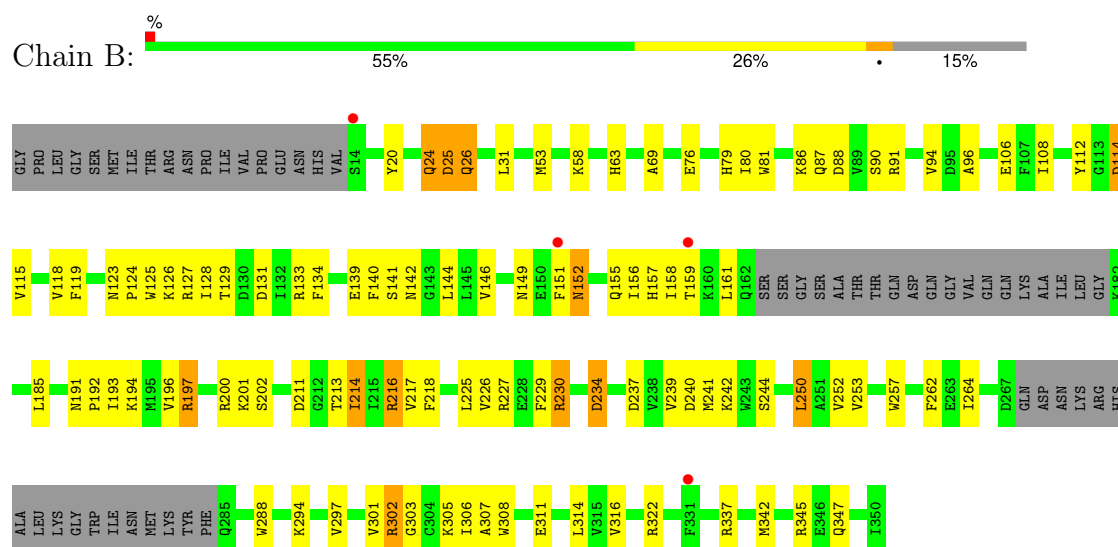 %
Chain B:
55% 26% • 15%
GLY PRO LEU GLY SER MET ILE THR ARG ASN PRO ILE VAL PRO GLU ASN HIS VAL S14 Y20 Q24 D25 Q26 L31 M53 K58 H63 A69 E76 H79 I80 W81 K86 Q87 D88 V89 S90 R91 V94 D95 A96 E106 F107 I108 Y112 G113 D114
V115 V118 F119 N123 P124 W125 K126 R127 I128 T129 D130 D131 I132 R133 F134 E139 F140 S141 N142 G143 L144 L145 V146 N149 E150 F151 N152 Q155 I156 H157 I158 T159 K160 L161 Q162 SER SER GLY SER ALA THR THR GLN ASP GLN GLY VAL GLN GLN LYS ALA ILE LEU GLY K182
L185 N191 P192 I193 K194 M195 V196 R197 R200 K201 S202 D211 G212 T213 I214 I215 R216 V217 F218 L225 V226 R227 E228 F229 R230 D234 D237 V238 V239 D240 M241 K242 W243 S244 L250 A251 V252 V253 W257 F262 E263 I264 D267 GLN ASP ASN LYS ARG HIS
ALA LEU LYS GLY TRP ILE ASN MET LYS TYR PHE Q285 W288 K294 V297 V301 R302 G303 C304 K305 I306 A307 W308 E311 L314 V315 V316 R322 F331 R337 M342 R345 E346 Q347 I350